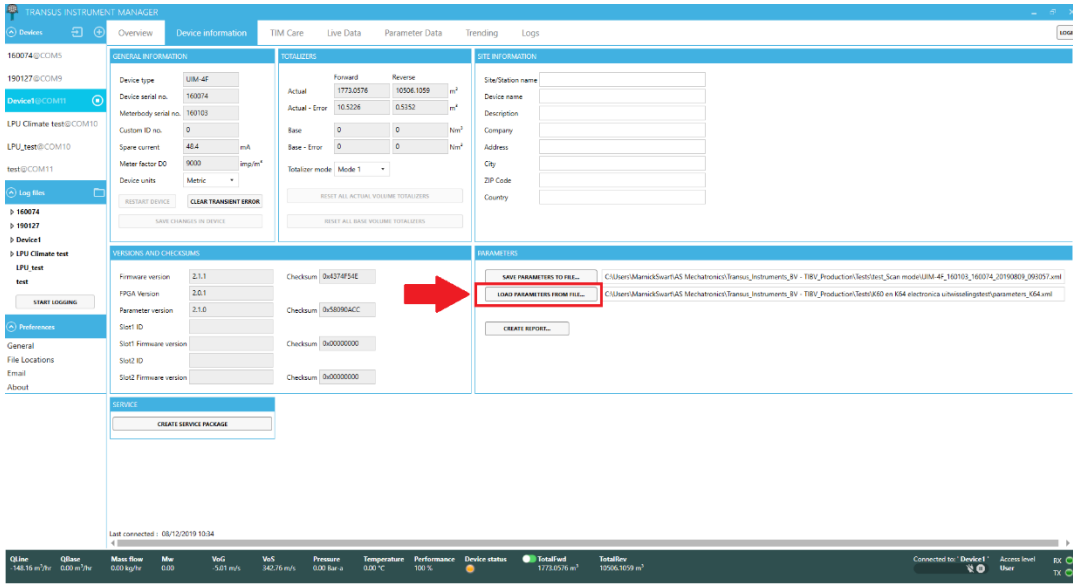 TRANSUS INSTRUMENT MANAGER
Devices
160074@COM5
190127@COM9
Device1@COM11
LPU Climate test@COM10
LPU_test@COM10
test@COM11
Log files
160074
190127
Device1
LPU Climate test
LPU_test
test
START LOGGING
Preferences
General
File Locations
Email
About
Overview Device information TIM Care Live Data Parameter Data Trending Logs
GENERAL INFORMATION
Device type UIM-4F
Device serial no. 160074
Meterbody serial no. 160103
Custom ID no. 0
Spare current 48.4 mA
Meter factor D0 9000 imp/m³
Device units Metric
RESTART DEVICE CLEAR TRANSIENT ERROR
SAVE CHANGES IN DEVICE
TOTALIZERS
Forward Reverse
Actual 1773.0576 10506.1059 m³
Actual - Error 10.5226 0.5352 m³
Base 0 0 Nm³
Base - Error 0 0 Nm³
Totalizer mode Mode 1
RESET ALL ACTUAL VOLUME TOTALIZERS
RESET ALL BASE VOLUME TOTALIZERS
SITE INFORMATION
Site/Station name
Device name
Description
Company
Address
City
ZIP Code
Country
VERSIONS AND CHECKSUMS
Firmware version 2.1.1 Checksum 0x4374F54E
FPGA Version 2.0.1
Parameter version 2.1.0 Checksum 0x58390ACC
Slot1 ID
Slot1 Firmware version Checksum 0x00000000
Slot2 ID
Slot2 Firmware version Checksum 0x00000000
PARAMETERS
SAVE PARAMETERS TO FILE... C:\Users\MarnickSwart\AS Mechatronics\Transus_Instruments_BV - TIBV_Production\Tests\test_Scan mode\UIM-4F_160103_160074_20190809_093057.xml
LOAD PARAMETERS FROM FILE... C:\Users\MarnickSwart\AS Mechatronics\Transus_Instruments_BV - TIBV_Production\Tests\K60 en K64 electronica uitwisselingstest\parameters_K64.xml
CREATE REPORT...
SERVICE
CREATE SERVICE PACKAGE
Last connected : 08/12/2019 10:34
QLine QBase Mass flow Mw VoG VoS Pressure Temperature Performance Device status TotalFwd TotalRev Connected to: "Device1" Access level RX
-148.16 m³/hr 0.00 m³/hr 0.00 kg/hr 0.00 -5.01 m/s 342.76 m/s 0.00 Bar-a 0.00 °C 100 % 1773.0576 m³ 10506.1059 m³ User TX